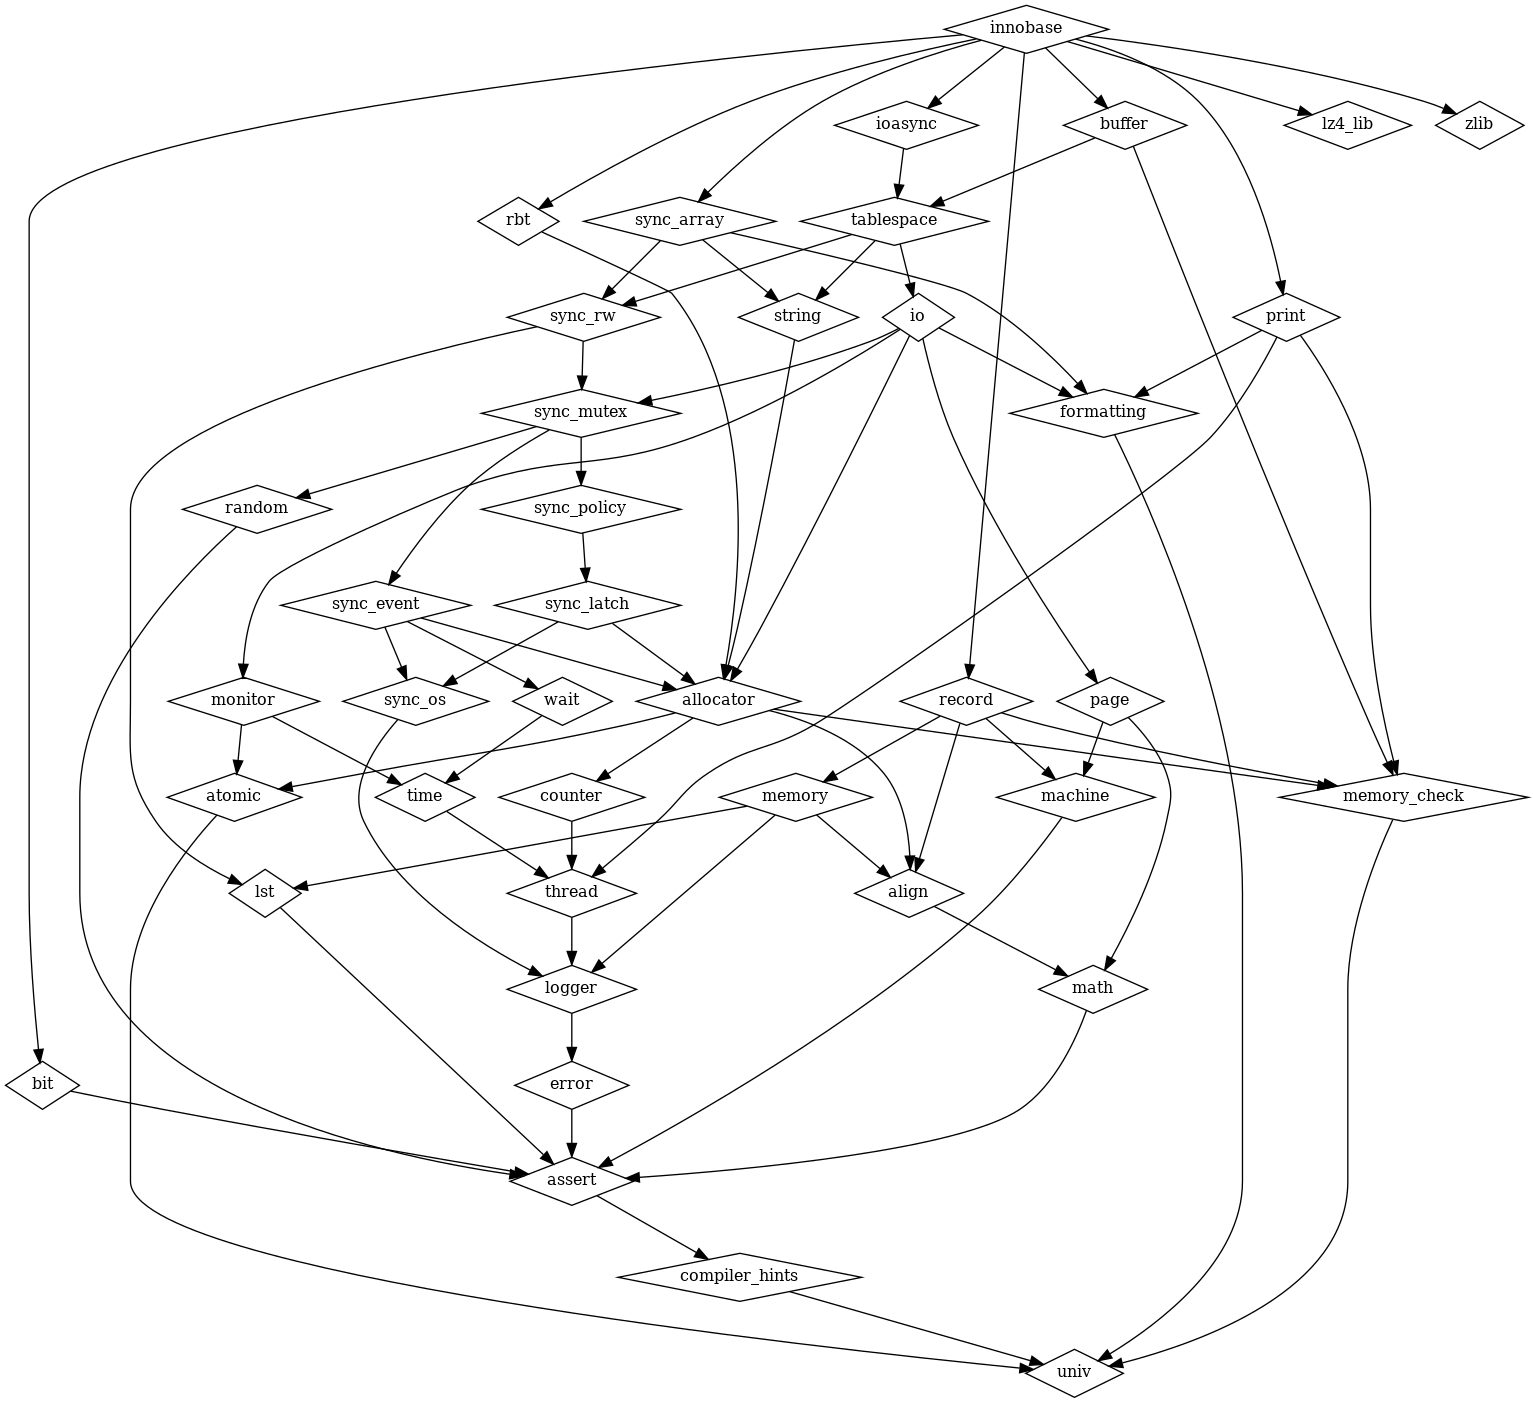 innobase
ioasync
buffer
lz4_lib
zlib
rbt
sync_array
tablespace
sync_rw
string
io
print
sync_mutex
formatting
random
sync_policy
sync_event
sync_latch
monitor
sync_os
wait
allocator
record
page
atomic
time
counter
memory
machine
memory_check
lst
thread
align
logger
math
bit
error
assert
compiler_hints
univ